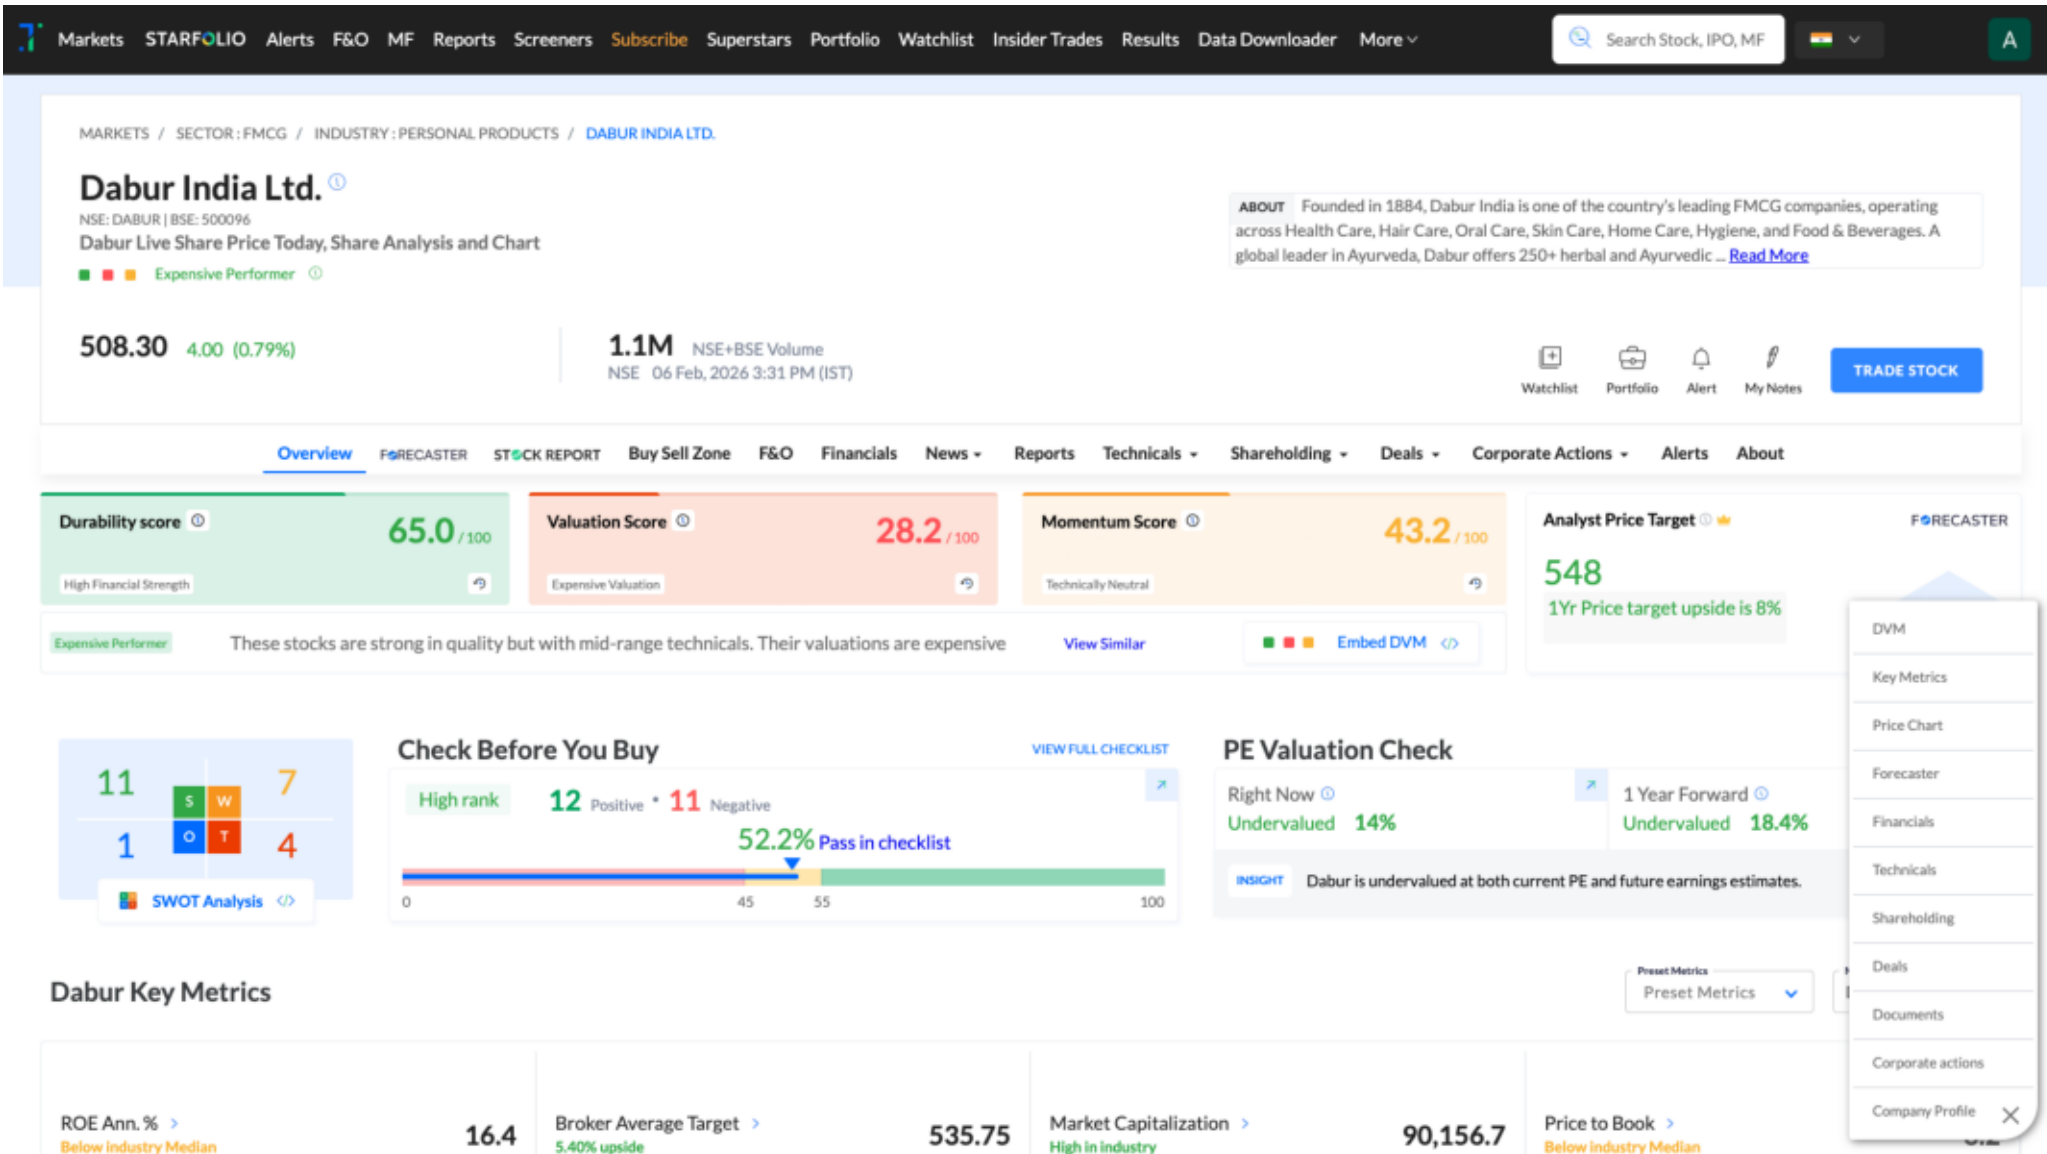 Markets STARFOLIO Alerts F&O MF Reports Screeners Subscribe Superstars Portfolio Watchlist Insider Trades Results Data Downloader More Search Stock, IPO, MF A
MARKETS / SECTOR : FMCG / INDUSTRY : PERSONAL PRODUCTS / DABUR INDIA LTD.
Dabur India Ltd.
NSE: DABUR | BSE: 500096
Dabur Live Share Price Today, Share Analysis and Chart
Expensive Performer
ABOUT Founded in 1884, Dabur India is one of the country's leading FMCG companies, operating
across Health Care, Hair Care, Oral Care, Skin Care, Home Care, Hygiene, and Food & Beverages. A
global leader in Ayurveda, Dabur offers 250+ herbal and Ayurvedic ... Read More
508.30 4.00 (0.79%)
1.1M NSE+BSE Volume
NSE 06 Feb, 2026 3:31 PM (IST)
Watchlist Portfolio Alert My Notes TRADE STOCK
Overview FORECASTER STOCK REPORT Buy Sell Zone F&O Financials News Reports Technicals Shareholding Deals Corporate Actions Alerts About
Durability score 65.0 / 100
High Financial Strength
Valuation Score 28.2 / 100
Expensive Valuation
Momentum Score 43.2 / 100
Technically Neutral
Analyst Price Target FORECASTER
548
1Yr Price target upside is 8%
Expensive Performer These stocks are strong in quality but with mid-range technicals. Their valuations are expensive View Similar Embed DVM </>
11 S W 7
1 O T 4
SWOT Analysis </>
Check Before You Buy VIEW FULL CHECKLIST
High rank 12 Positive • 11 Negative
52.2% Pass in checklist
0 45 55 100
PE Valuation Check
Right Now
Undervalued 14%
1 Year Forward
Undervalued 18.4%
INSIGHT Dabur is undervalued at both current PE and future earnings estimates.
Dabur Key Metrics
Preset Metrics
Preset Metrics
ROE Ann. % 16.4
Below industry Median
Broker Average Target 535.75
5.40% upside
Market Capitalization 90,156.7
High in industry
Price to Book
Below industry Median
DVM
Key Metrics
Price Chart
Forecaster
Financials
Technicals
Shareholding
Deals
Documents
Corporate actions
Company Profile